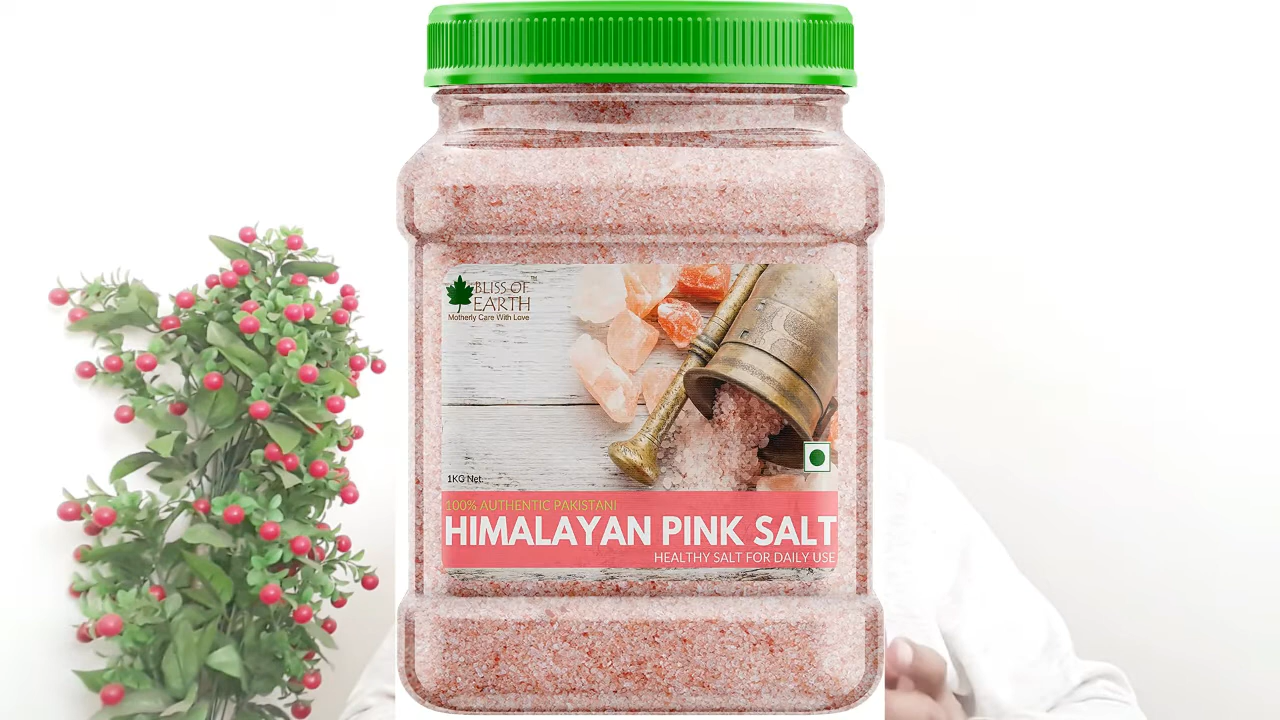 BLISS OF
EARTH
™
Motherly Care With Love
1KG Net
100% AUTHENTIC PAKISTANI
HIMALAYAN PINK SALT
HEALTHY SALT FOR DAILY USE